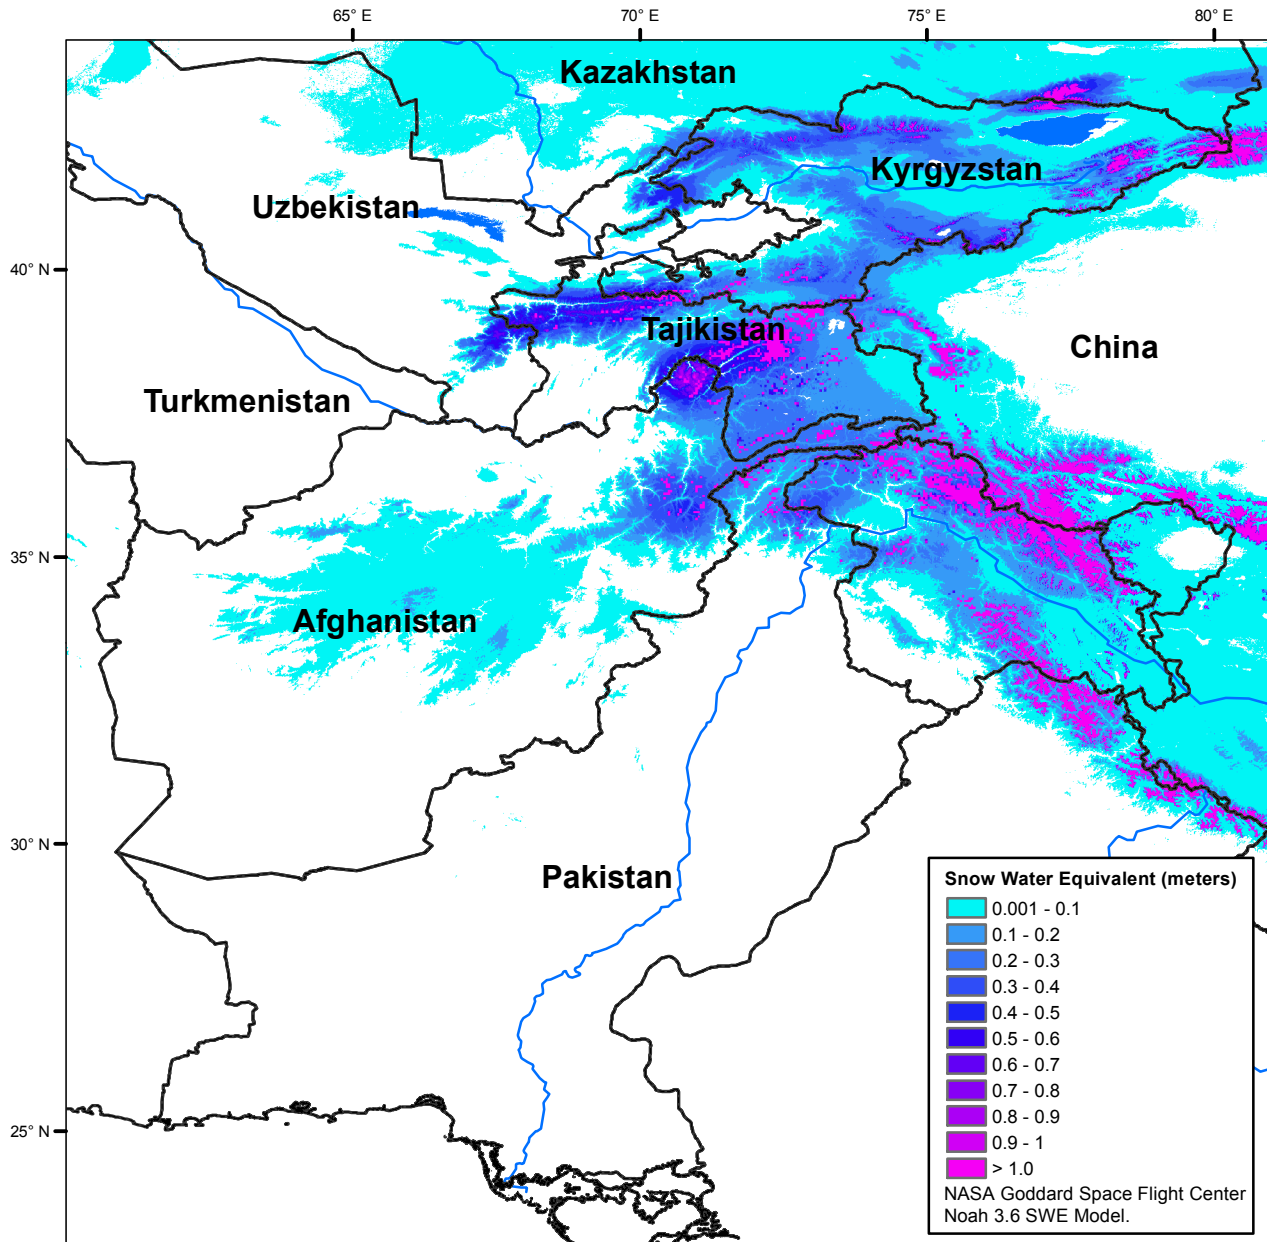 65° E
70° E
75° E
80° E
Kazakhstan
Kyrgyzstan
Uzbekistan
40° N
Tajikistan
China
Turkmenistan
35° N
Afghanistan
30° N
Pakistan
25° N
Snow Water Equivalent (meters)
0.001 - 0.1
0.1 - 0.2
0.2 - 0.3
0.3 - 0.4
0.4 - 0.5
0.5 - 0.6
0.6 - 0.7
0.7 - 0.8
0.8 - 0.9
0.9 - 1
> 1.0
NASA Goddard Space Flight Center
Noah 3.6 SWE Model.